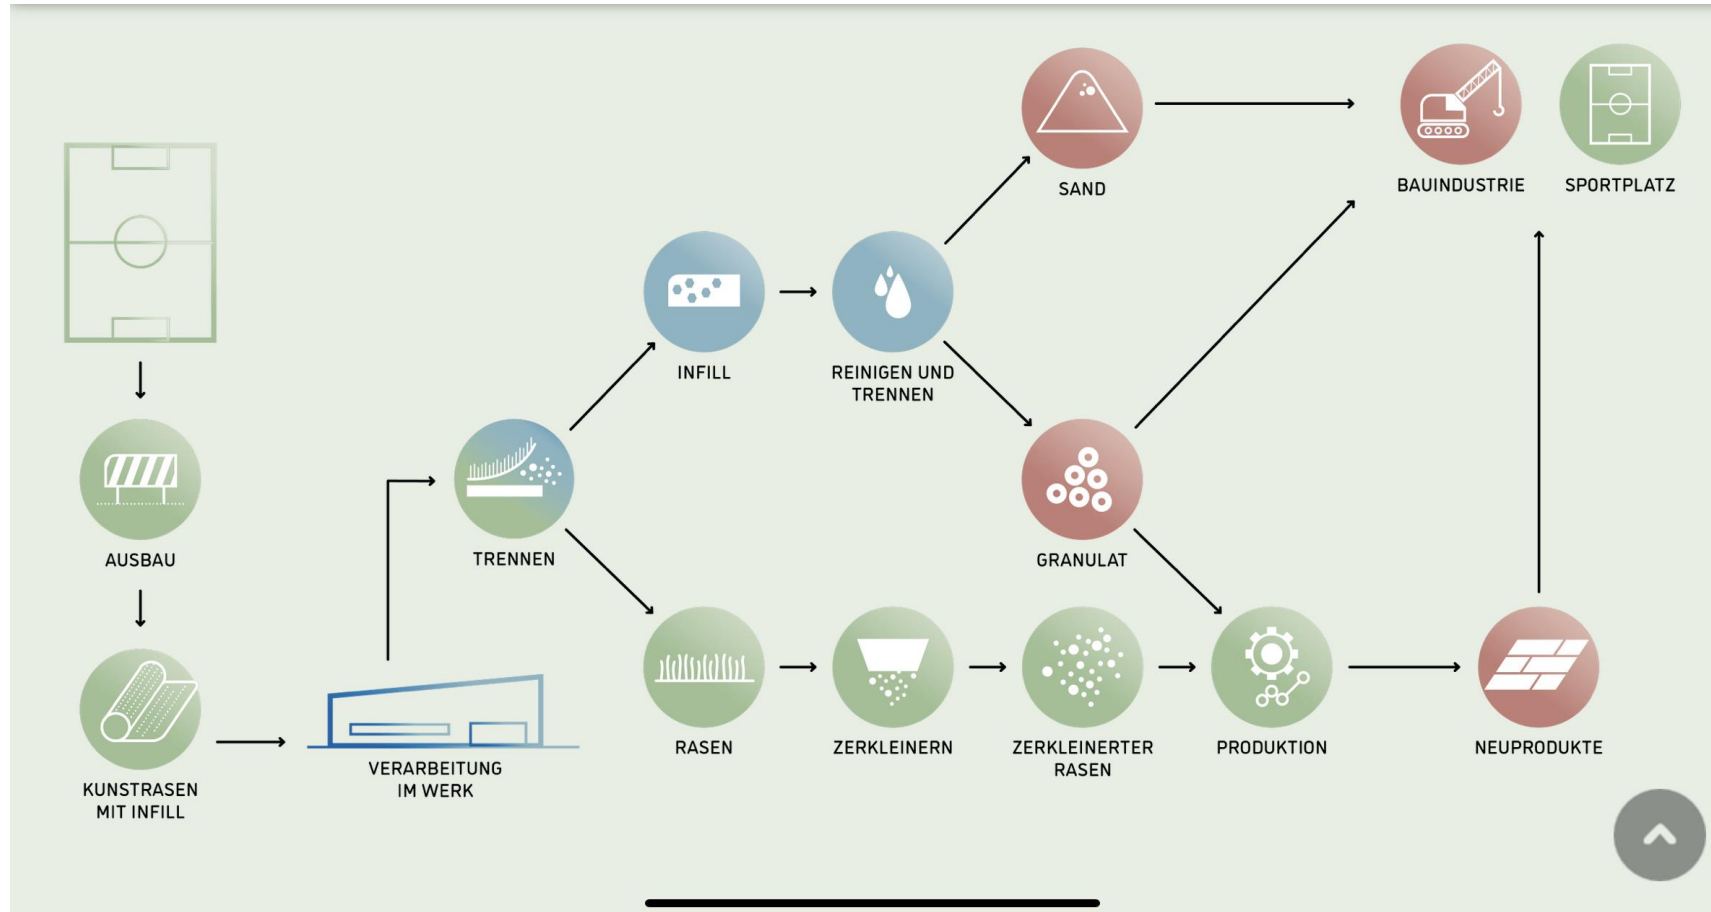 AUSBAU
KUNSTRASEN
MIT INFILL
VERARBEITUNG
IM WERK
TRENNEN
INFILL
REINIGEN UND
TRENNEN
SAND
GRANULAT
RASEN
ZERKLEINERN
ZERKLEINERTER
RASEN
PRODUKTION
NEUPRODUKTE
BAUINDUSTRIE
SPORTPLATZ